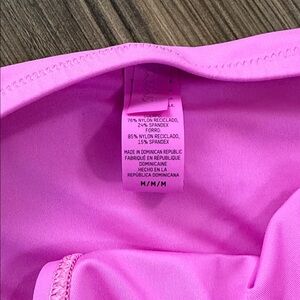 76% NYLON RECICLADO,
24% SPANDEX
FORRO:
85% NYLON RECICLADO,
15% SPANDEX
MADE IN DOMINICAN REPUBLIC
FABRIQUÉ EN RÉPUBLIQUE
DOMINICAINE
HECHO EN LA
REPÚBLICA DOMINICANA
M/M/M